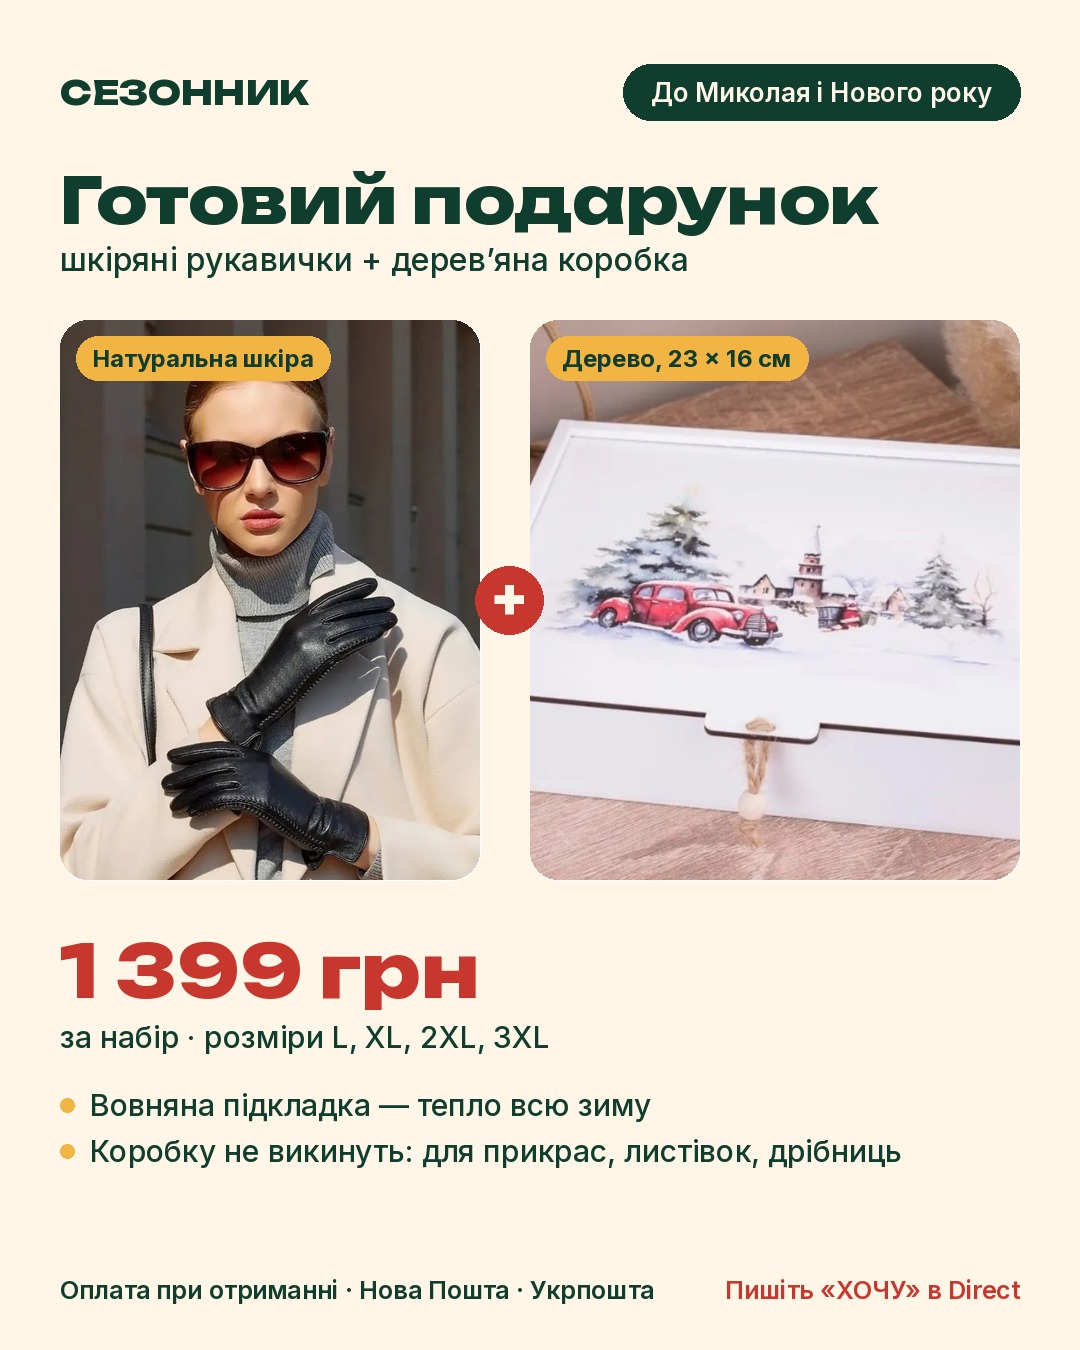 СЕЗОННИК
До Миколая і Нового року
Готовий подарунок
шкіряні рукавички + дерев’яна коробка
Натуральна шкіра
Дерево, 23 × 16 см
+
1 399 грн
за набір · розміри L, XL, 2XL, 3XL
Вовняна підкладка — тепло всю зиму
Коробку не викинуть: для прикрас, листівок, дрібниць
Оплата при отриманні · Нова Пошта · Укрпошта
Пишіть «ХОЧУ» в Direct